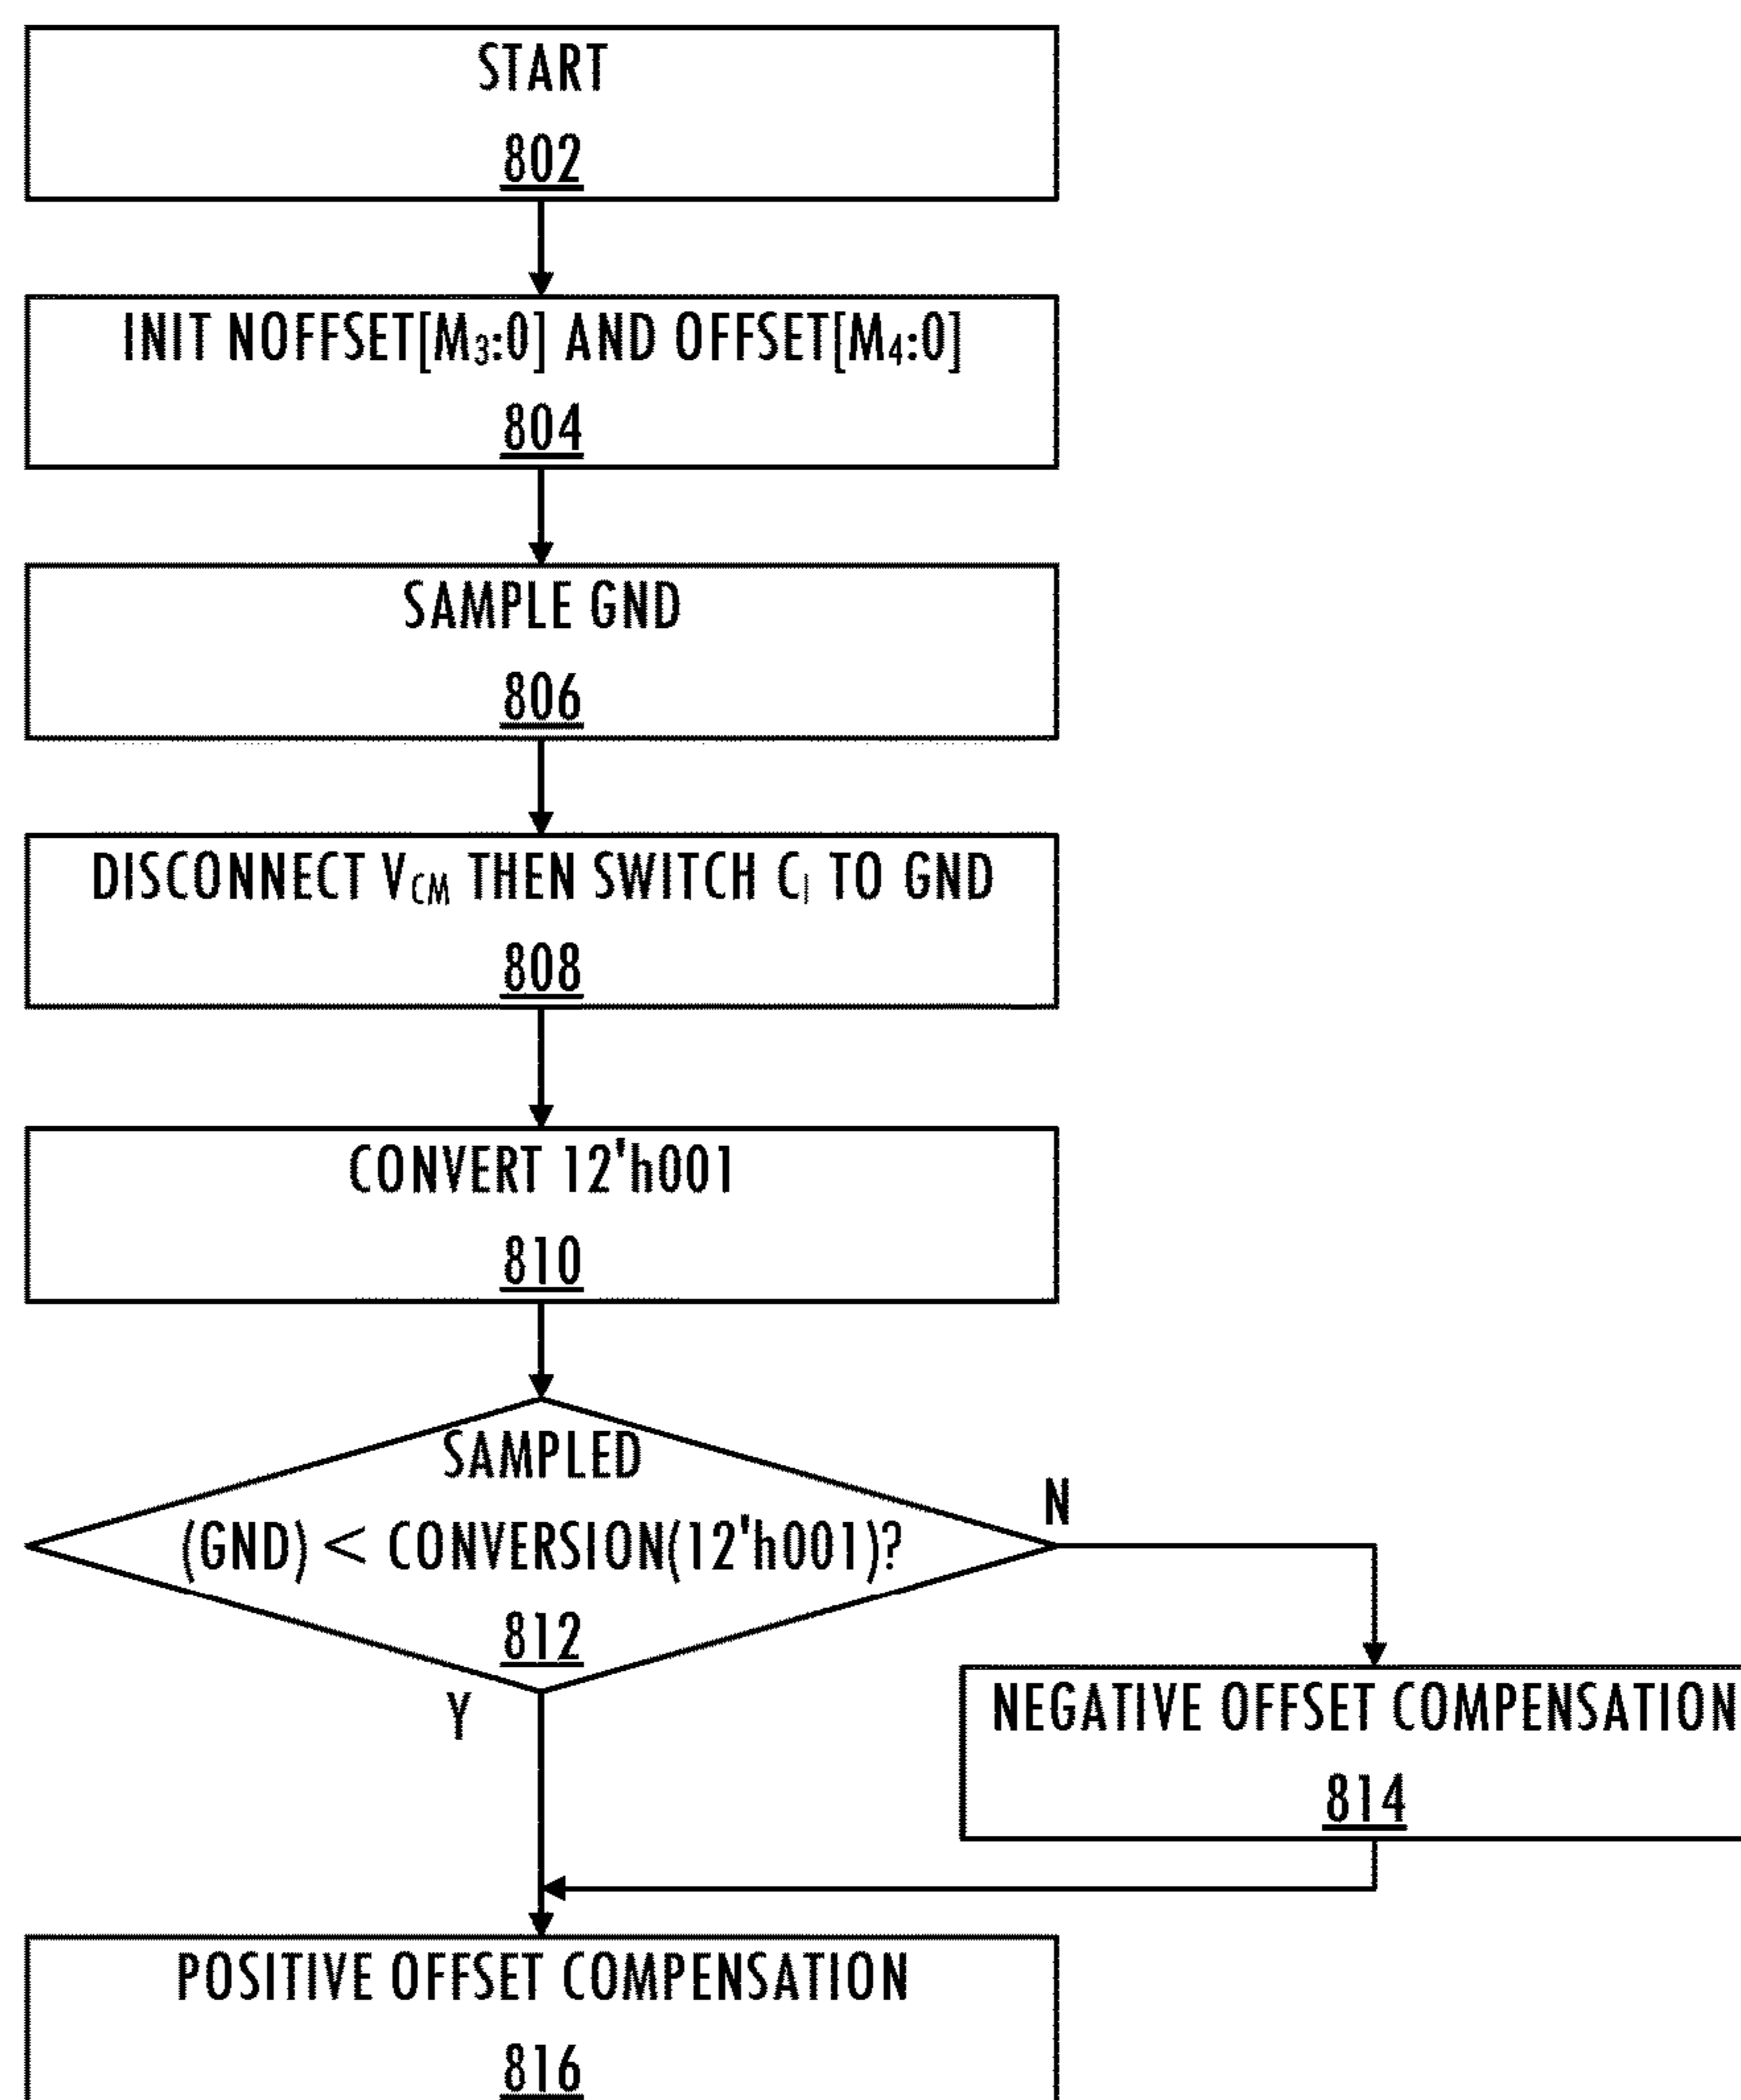 START
802
INIT NOFFSET[M₃:0] AND OFFSET[M₄:0]
804
SAMPLE GND
806
DISCONNECT V_CM THEN SWITCH C_I TO GND
808
CONVERT 12'h001
810
SAMPLED
(GND) < CONVERSION(12'h001)?
812
N
Y
NEGATIVE OFFSET COMPENSATION
814
POSITIVE OFFSET COMPENSATION
816